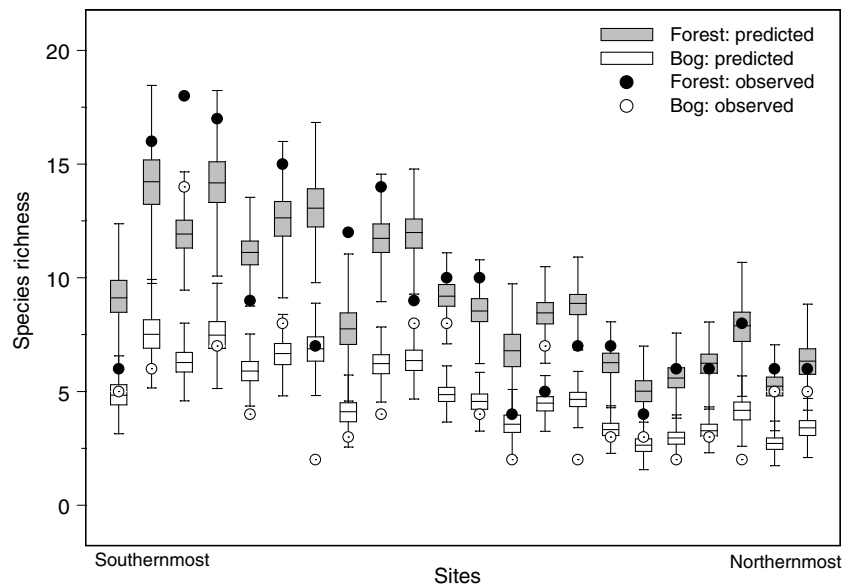 Forest: predicted
Bog: predicted
Forest: observed
Bog: observed
20
15
10
5
0
Species richness
Southernmost
Northernmost
Sites